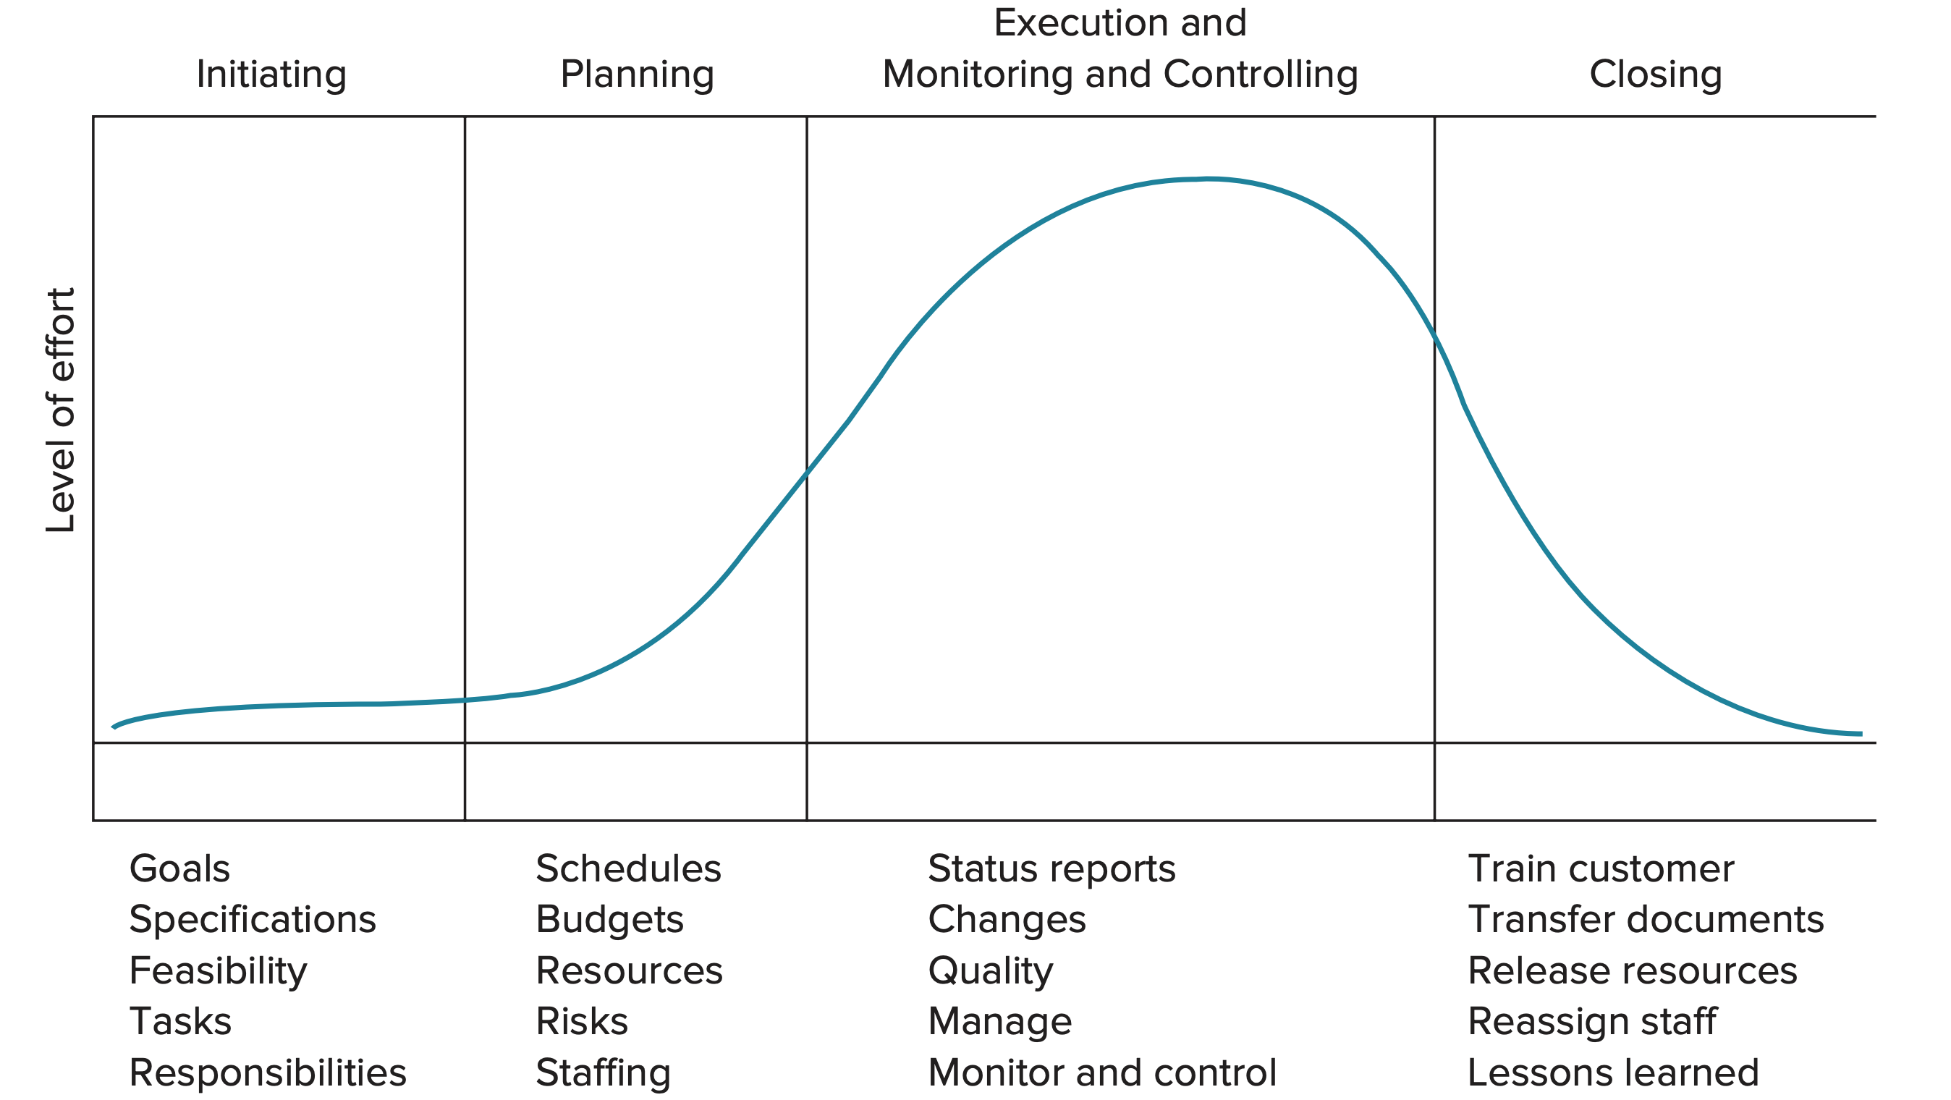 Initiating
Planning
Execution and
Monitoring and Controlling
Closing
Level of effort
Goals
Specifications
Feasibility
Tasks
Responsibilities
Schedules
Budgets
Resources
Risks
Staffing
Status reports
Changes
Quality
Manage
Monitor and control
Train customer
Transfer documents
Release resources
Reassign staff
Lessons learned